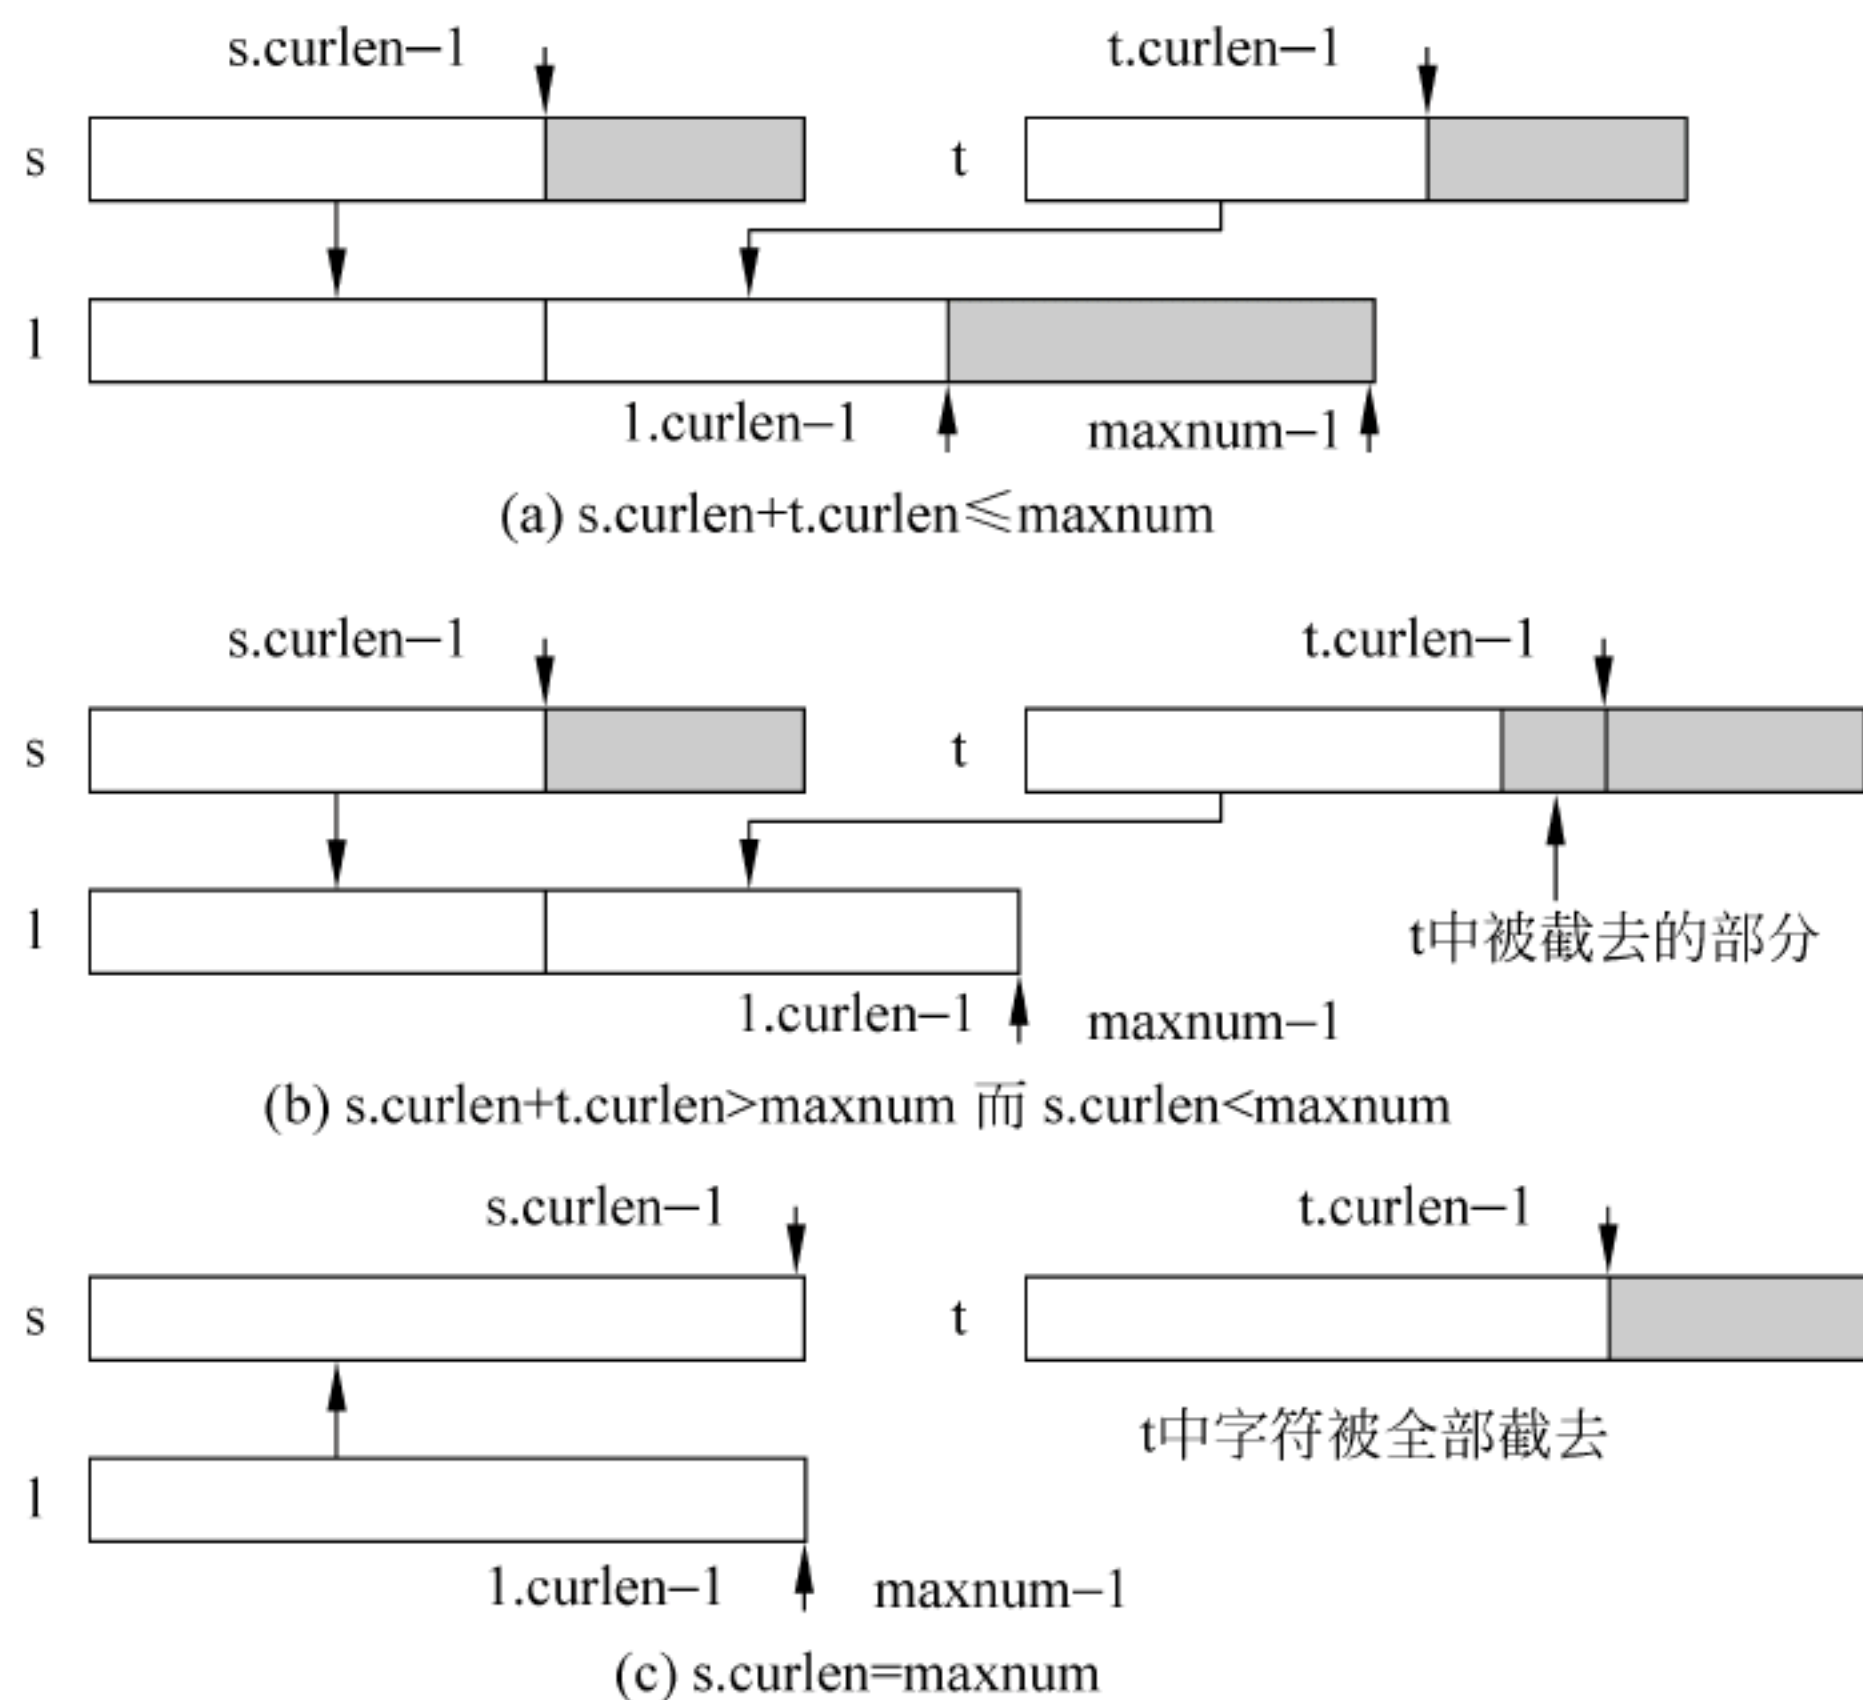 s.curlen−1 t.curlen−1
s t
l
l.curlen−1 maxnum−1
(a) s.curlen+t.curlen≤maxnum
s.curlen−1 t.curlen−1
s t
l
t中被截去的部分
l.curlen−1 maxnum−1
(b) s.curlen+t.curlen>maxnum 而 s.curlen<maxnum
s.curlen−1 t.curlen−1
s t
t中字符被全部截去
l
l.curlen−1 maxnum−1
(c) s.curlen=maxnum